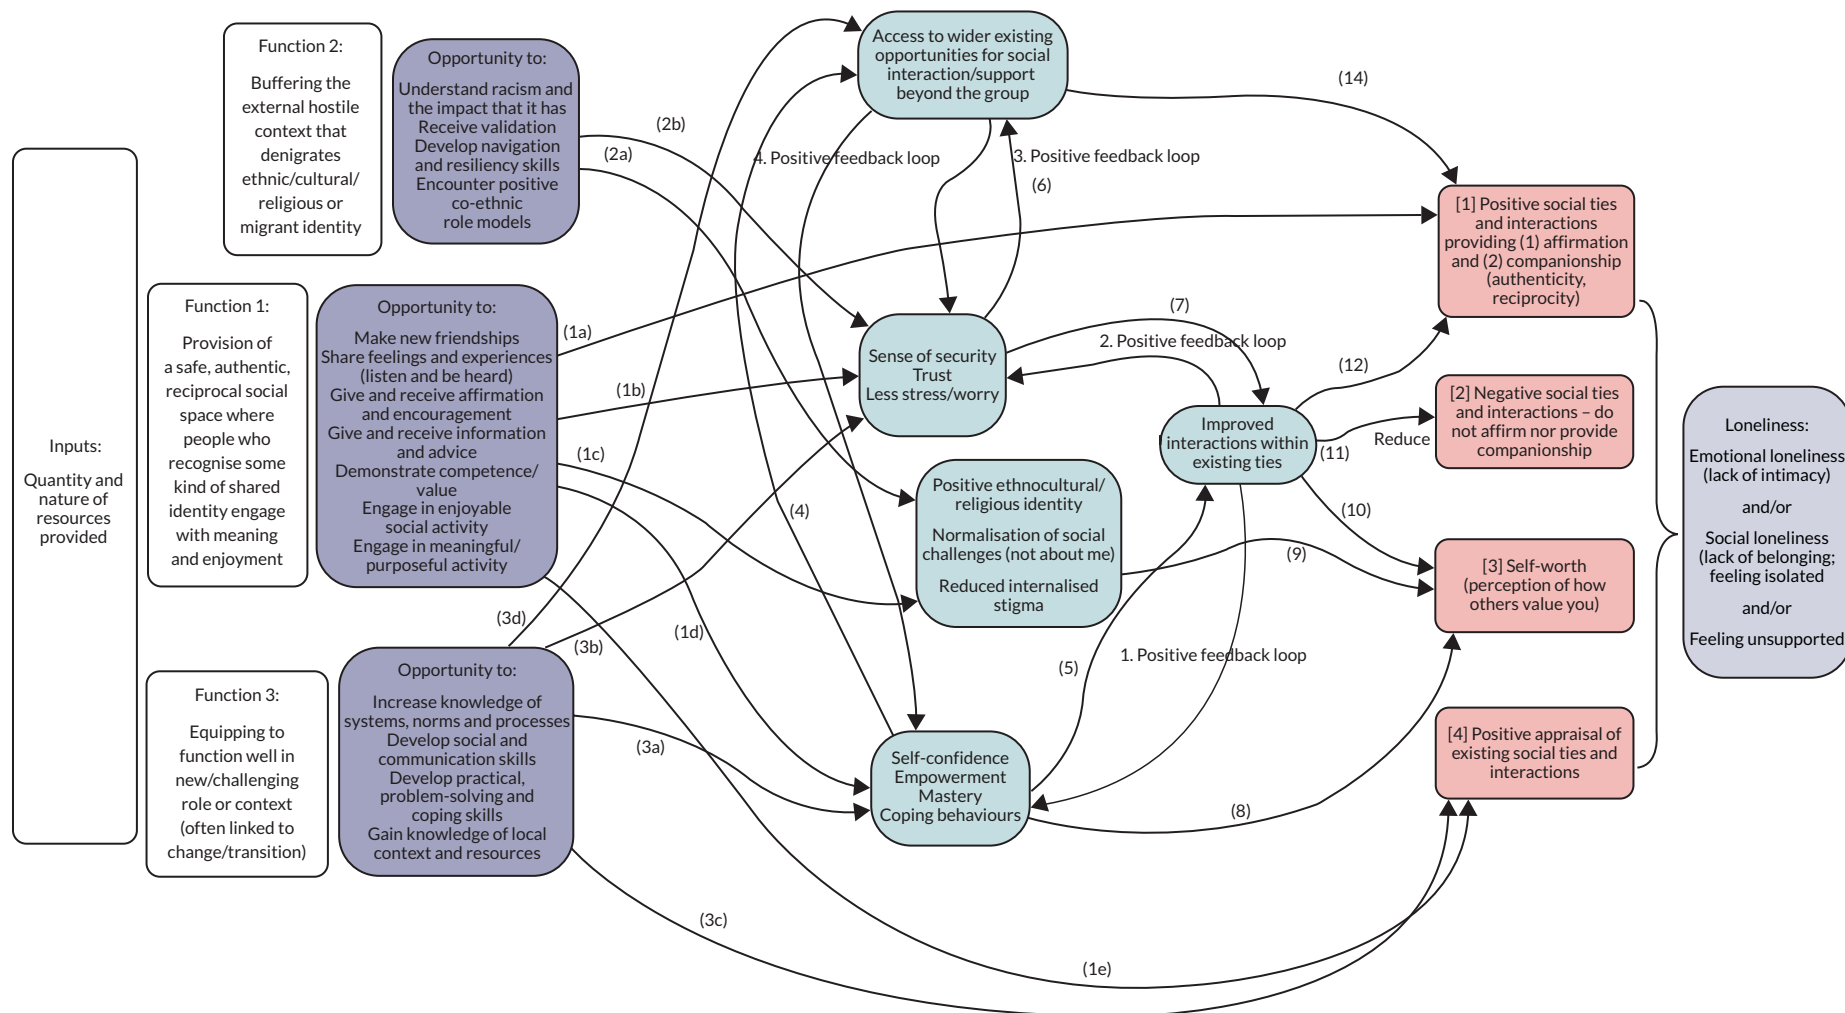 Inputs:
Quantity and
nature of
resources
provided
Function 2:
Buffering the
external hostile
context that
denigrates
ethnic/cultural/
religious or
migrant identity
Opportunity to:
Understand racism and
the impact that it has
Receive validation
Develop navigation
and resiliency skills
Encounter positive
co-ethnic
role models
Function 1:
Provision of
a safe, authentic,
reciprocal social
space where
people who
recognise some
kind of shared
identity engage
with meaning
and enjoyment
Opportunity to:
Make new friendships
Share feelings and experiences
(listen and be heard)
Give and receive affirmation
and encouragement
Give and receive information
and advice
Demonstrate competence/
value
Engage in enjoyable
social activity
Engage in meaningful/
purposeful activity
Function 3:
Equipping to
function well in
new/challenging
role or context
(often linked to
change/transition)
Opportunity to:
Increase knowledge of
systems, norms and processes
Develop social and
communication skills
Develop practical,
problem-solving and
coping skills
Gain knowledge of local
context and resources
(2b)
(2a)
(1a)
(1b)
(1c)
(1d)
(3d)
(3b)
(3a)
(3c)
(1e)
Access to wider existing
opportunities for social
interaction/support
beyond the group
4. Positive feedback loop
3. Positive feedback loop
(6)
(14)
Sense of security
Trust
Less stress/worry
(7)
2. Positive feedback loop
Positive ethnocultural/
religious identity
Normalisation of social
challenges (not about me)
Reduced internalised
stigma
(4)
(9)
Improved
interactions within
existing ties
(12)
(11)
Reduce
(10)
(5)
1. Positive feedback loop
Self-confidence
Empowerment
Mastery
Coping behaviours
(8)
[1] Positive social ties
and interactions
providing (1) affirmation
and (2) companionship
(authenticity,
reciprocity)
[2] Negative social ties
and interactions – do
not affirm nor provide
companionship
[3] Self-worth
(perception of how
others value you)
[4] Positive appraisal of
existing social ties and
interactions
Loneliness:
Emotional loneliness
(lack of intimacy)
and/or
Social loneliness
(lack of belonging;
feeling isolated
and/or
Feeling unsupported